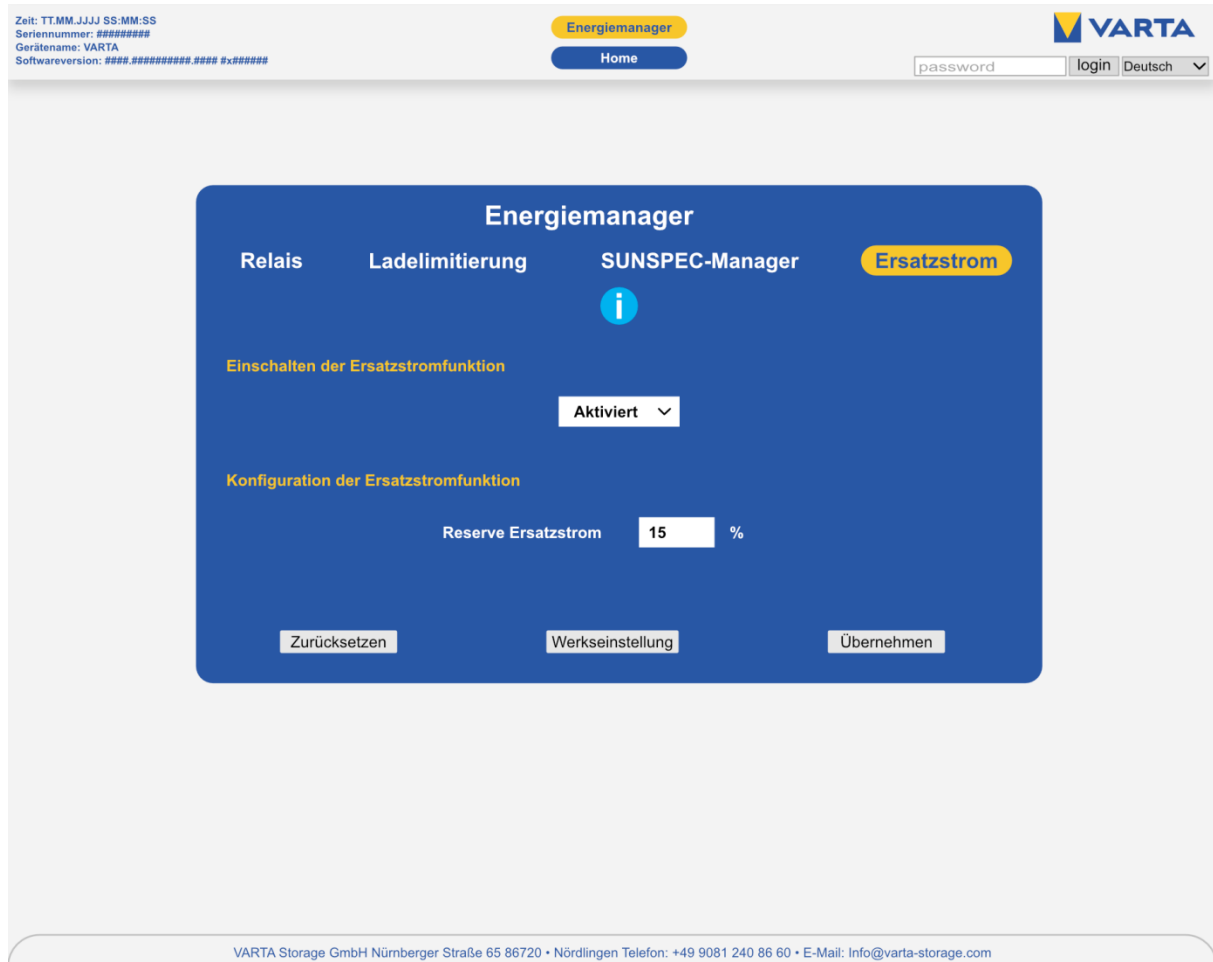 Zeit: TT.MM.JJJJ SS:MM:SS
Seriennummer: #########
Gerätename: VARTA
Softwareversion: ####.##########.#### #x######
Energiemanager
Home
VARTA
password
login
Deutsch
Energiemanager
Relais Ladelimitierung SUNSPEC-Manager Ersatzstrom
i
Einschalten der Ersatzstromfunktion
Aktiviert
Konfiguration der Ersatzstromfunktion
Reserve Ersatzstrom 15 %
Zurücksetzen Werkseinstellung Übernehmen
VARTA Storage GmbH Nürnberger Straße 65 86720 • Nördlingen Telefon: +49 9081 240 86 60 • E-Mail: Info@varta-storage.com